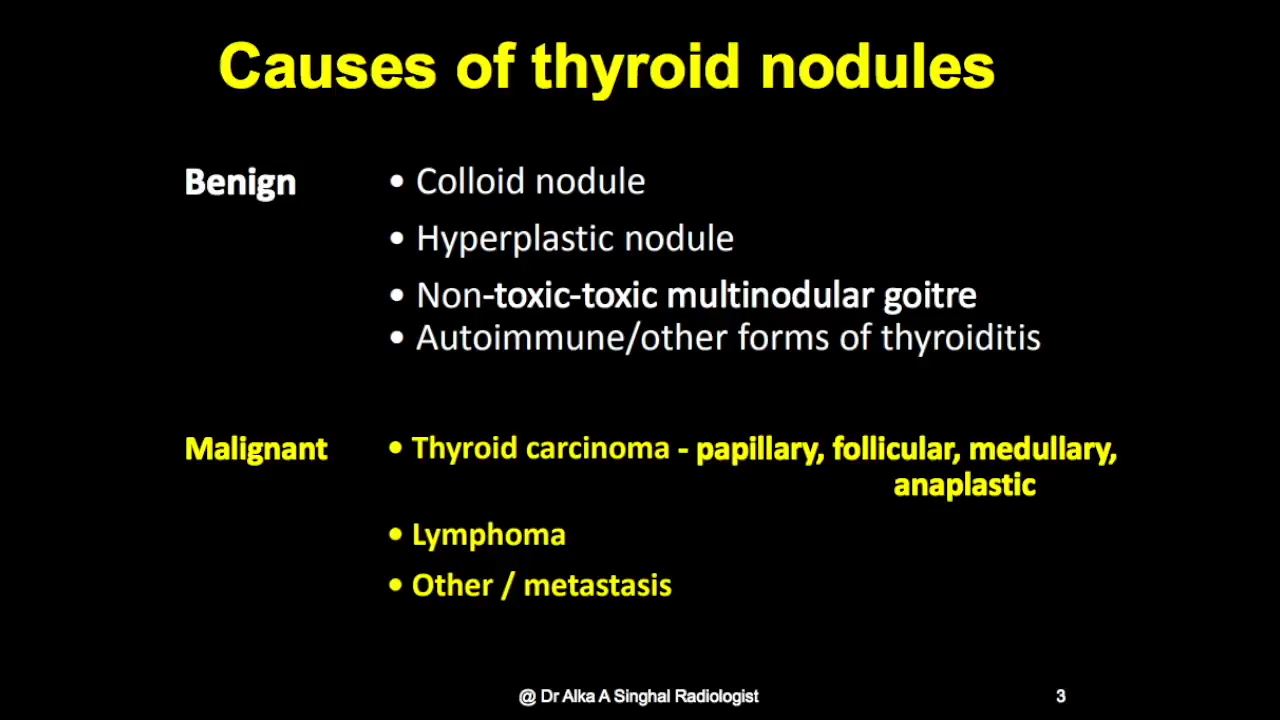 Causes of thyroid nodules
Benign • Colloid nodule
• Hyperplastic nodule
• Non-toxic-toxic multinodular goitre
• Autoimmune/other forms of thyroiditis
Malignant • Thyroid carcinoma - papillary, follicular, medullary,
anaplastic
• Lymphoma
• Other / metastasis
@ Dr Alka A Singhal Radiologist 3